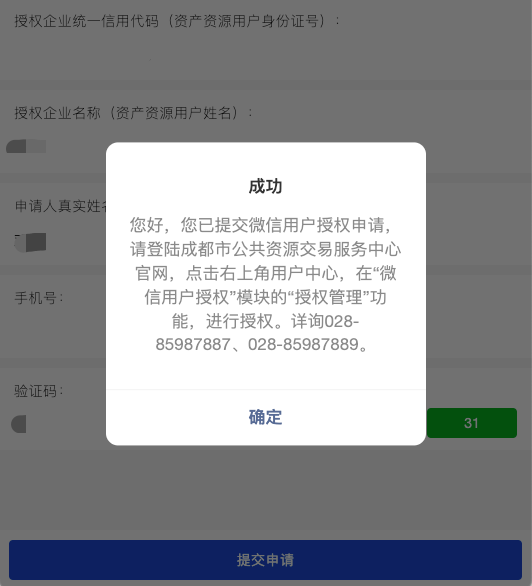 授权企业统一信用代码（资产资源用户身份证号）：
授权企业名称（资产资源用户姓名）：
申请人真实姓名
手机号：
验证码：
31
成功
您好，您已提交微信用户授权申请，
请登陆成都市公共资源交易服务中心
官网，点击右上角用户中心，在“微
信用户授权”模块的“授权管理”功
能，进行授权。详询028-
85987887、028-85987889。
确定
提交申请